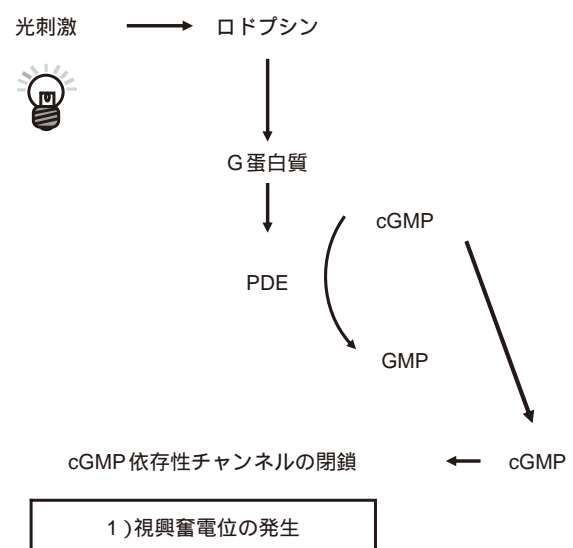 光刺激 ロドプシン
G蛋白質
cGMP
PDE
GMP
cGMP依存性チャンネルの閉鎖 cGMP
1)視興奮電位の発生